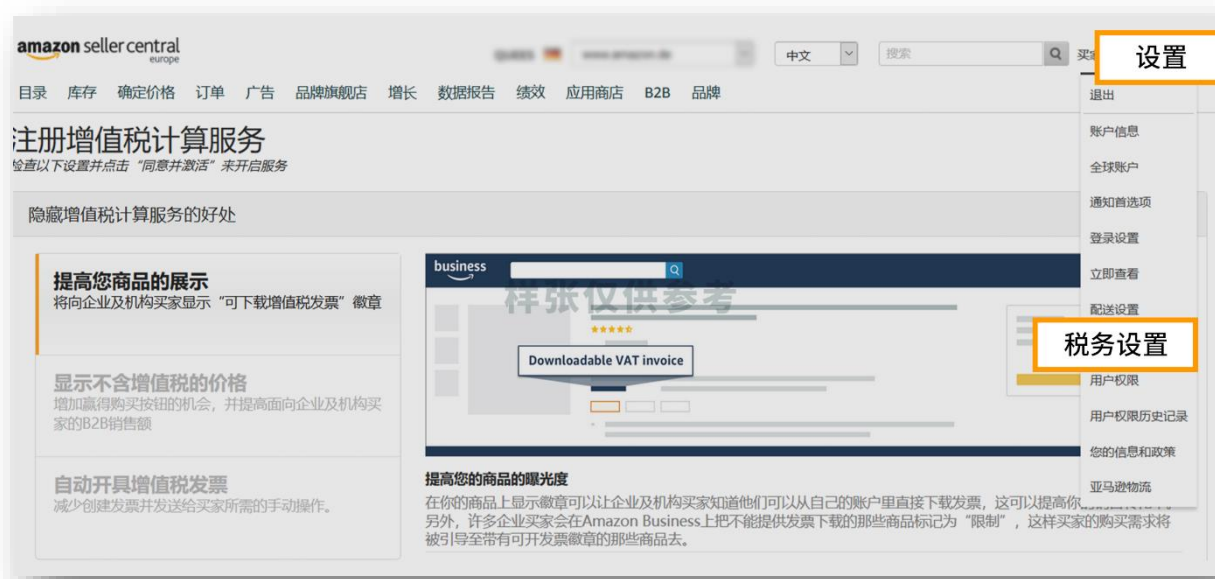 amazon seller central
europe
中文
搜索
买家
设置
目录 库存 确定价格 订单 广告 品牌旗舰店 增长 数据报告 绩效 应用商店 B2B 品牌
退出
账户信息
全球账户
通知首选项
登录设置
立即查看
配送设置
税务设置
用户权限
用户权限历史记录
您的信息和政策
亚马逊物流
注册增值税计算服务
检查以下设置并点击“同意并激活”来开启服务
隐藏增值税计算服务的好处
提高您商品的展示
将向企业及机构买家显示“可下载增值税发票”徽章
显示不含增值税的价格
增加赢得购买按钮的机会，并提高面向企业及机构买
家的B2B销售额
自动开具增值税发票
减少创建发票并发送给买家所需的手动操作。
business
样张仅供参考
Downloadable VAT invoice
提高您的商品的曝光度
在你的商品上显示徽章可以让企业及机构买家知道他们可以从自己的账户里直接下载发票，这可以提高你
另外，许多企业买家会在Amazon Business上把不能提供发票下载的那些商品标记为“限制”，这样买家的购买需求将
被引导至带有可开发票徽章的那些商品去。